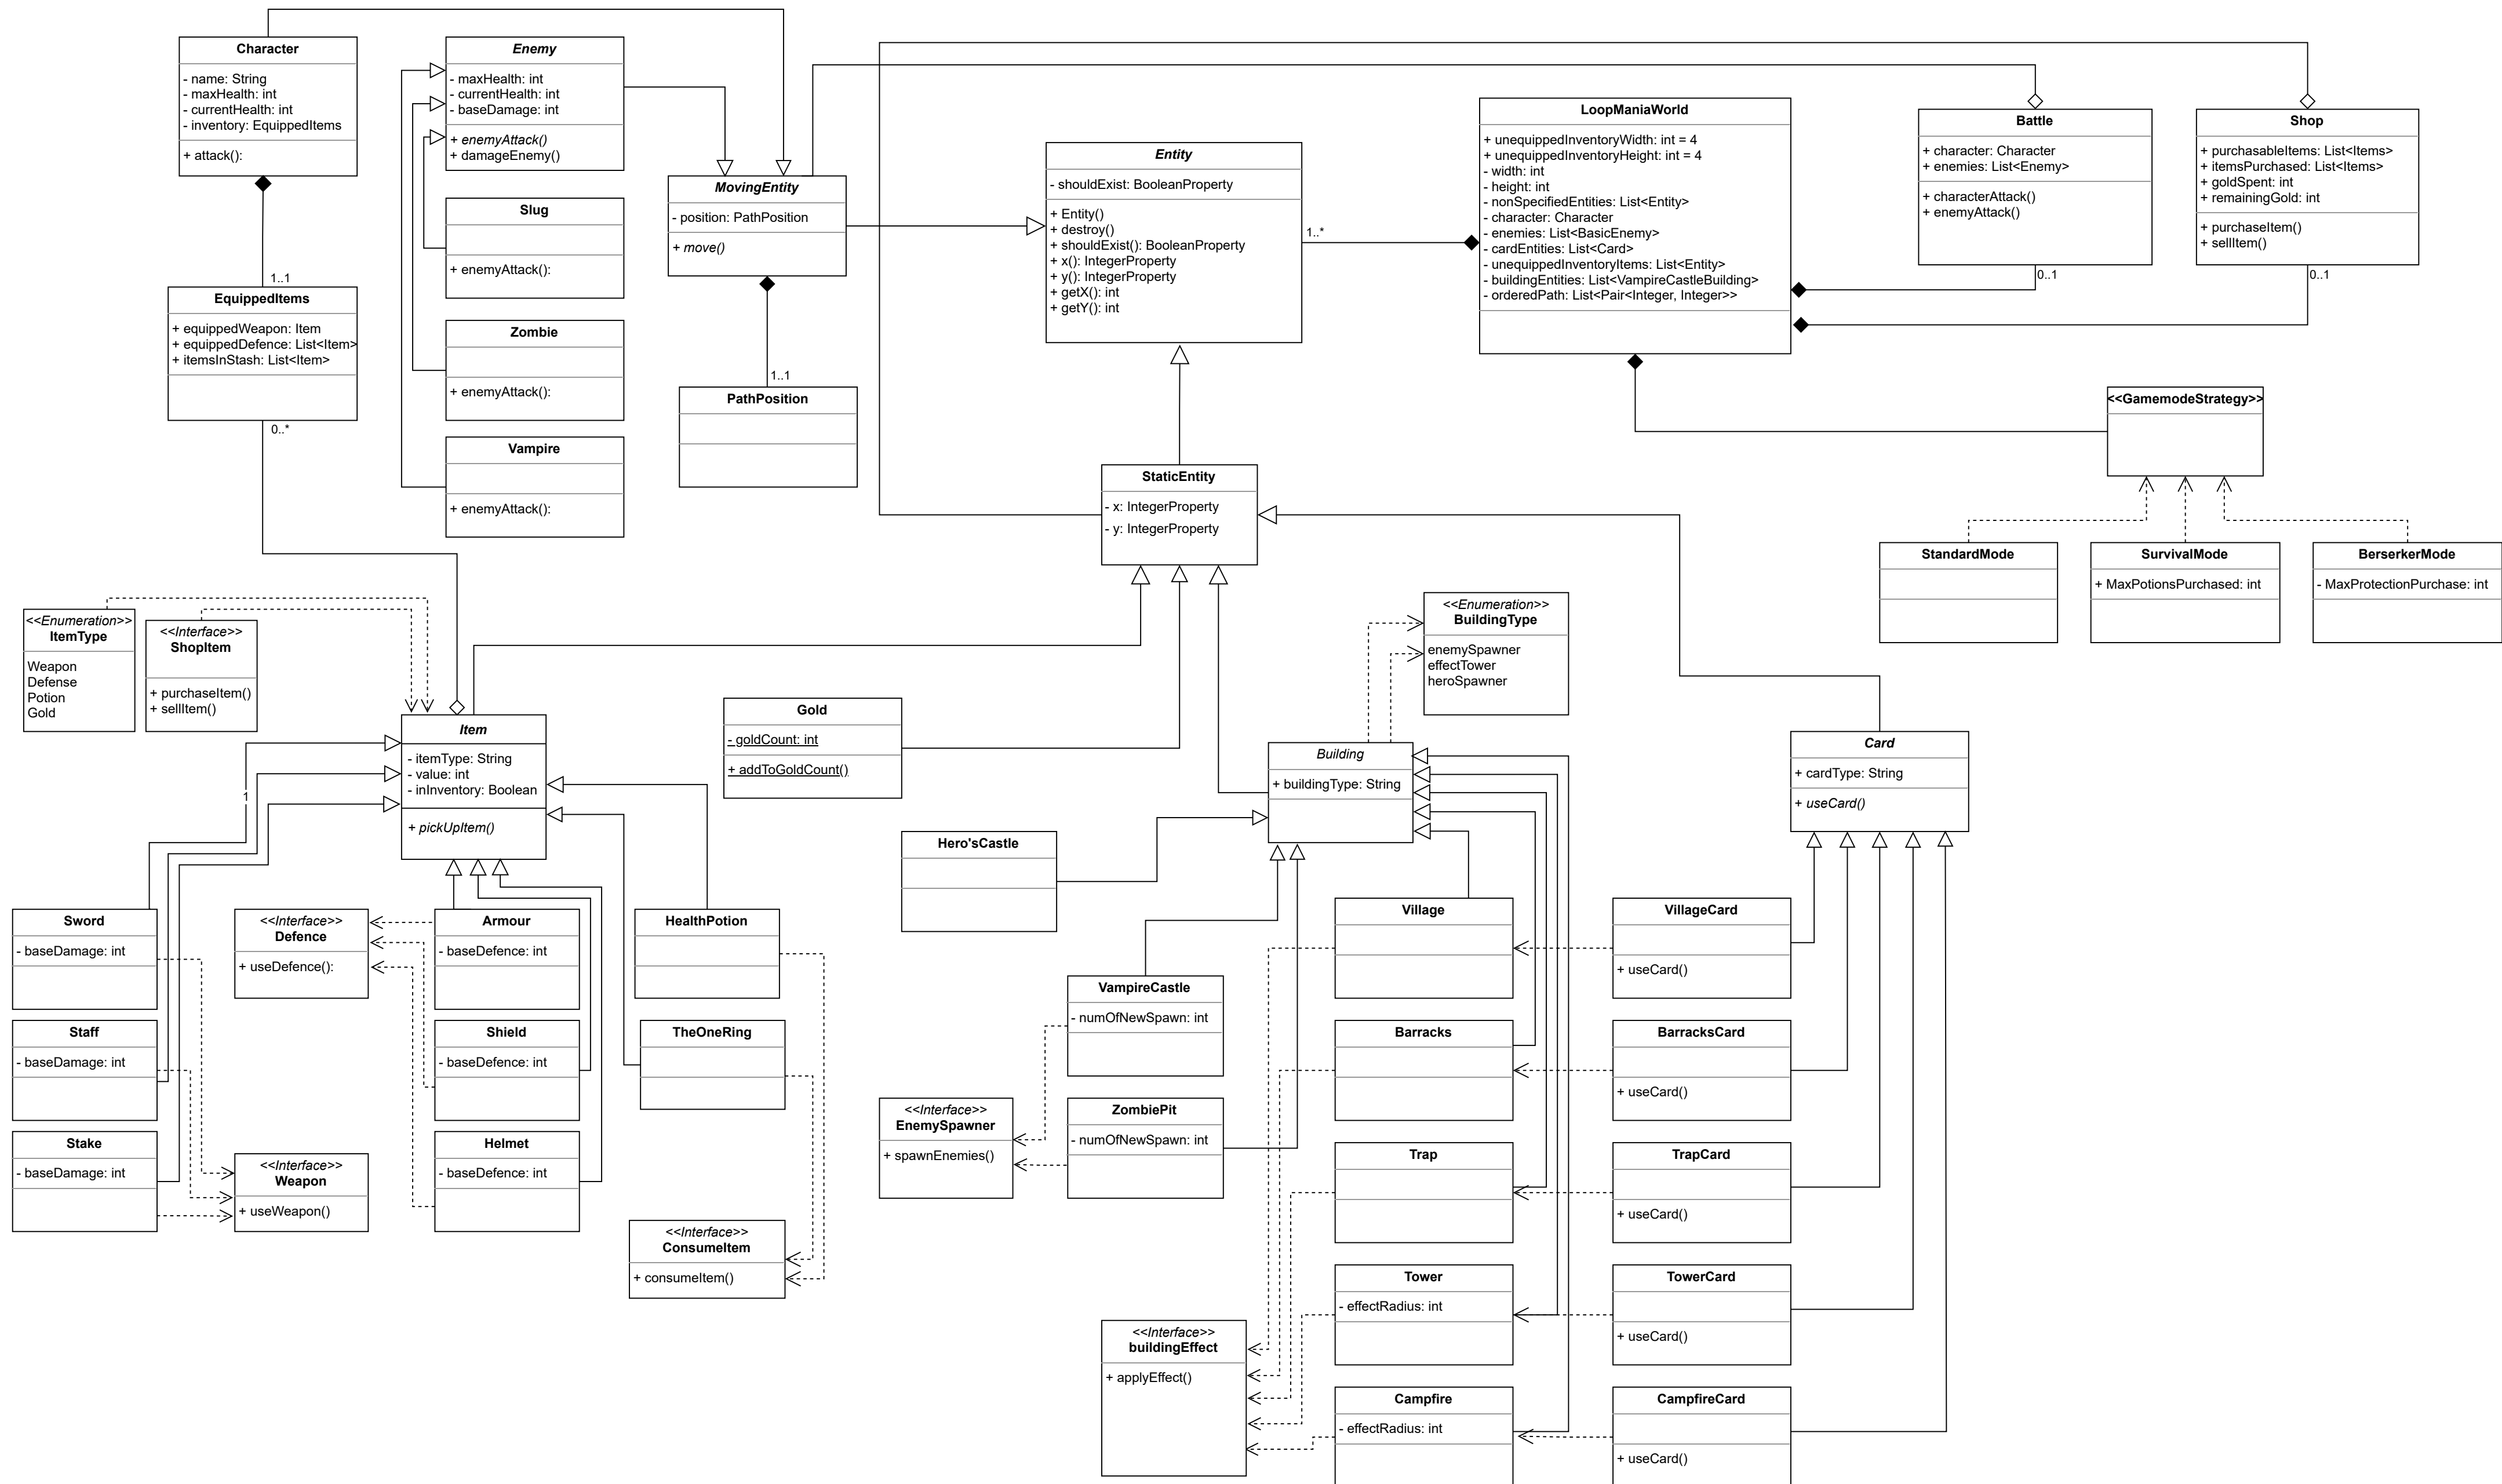 Character
- name: String
- maxHealth: int
- currentHealth: int
- inventory: EquippedItems
+ attack():
1..1
EquippedItems
+ equippedWeapon: Item
+ equippedDefence: List<Item>
+ itemsInStash: List<Item>
0..*
Enemy
- maxHealth: int
- currentHealth: int
- baseDamage: int
+ enemyAttack()
+ damageEnemy()
Slug
+ enemyAttack():
Zombie
+ enemyAttack():
Vampire
+ enemyAttack():
MovingEntity
- position: PathPosition
+ move()
1..1
PathPosition
Entity
- shouldExist: BooleanProperty
+ Entity()
+ destroy()
+ shouldExist(): BooleanProperty
+ x(): IntegerProperty
+ y(): IntegerProperty
+ getX(): int
+ getY(): int
1..*
LoopManiaWorld
+ unequippedInventoryWidth: int = 4
+ unequippedInventoryHeight: int = 4
- width: int
- height: int
- nonSpecifiedEntities: List<Entity>
- character: Character
- enemies: List<BasicEnemy>
- cardEntities: List<Card>
- unequippedInventoryItems: List<Entity>
- buildingEntities: List<VampireCastleBuilding>
- orderedPath: List<Pair<Integer, Integer>>
Battle
+ character: Character
+ enemies: List<Enemy>
+ characterAttack()
+ enemyAttack()
0..1
Shop
+ purchasableItems: List<Items>
+ itemsPurchased: List<Items>
+ goldSpent: int
+ remainingGold: int
+ purchaseItem()
+ sellItem()
0..1
<<GamemodeStrategy>>
StandardMode
SurvivalMode
+ MaxPotionsPurchased: int
BerserkerMode
- MaxProtectionPurchase: int
StaticEntity
- x: IntegerProperty
- y: IntegerProperty
<<Enumeration>>
ItemType
Weapon
Defense
Potion
Gold
<<Interface>>
ShopItem
+ purchaseItem()
+ sellItem()
Item
- itemType: String
- value: int
- inInventory: Boolean
+ pickUpItem()
1
Gold
- goldCount: int
+ addToGoldCount()
<<Enumeration>>
BuildingType
enemySpawner
effectTower
heroSpawner
Building
+ buildingType: String
Card
+ cardType: String
+ useCard()
Hero'sCastle
Sword
- baseDamage: int
Staff
- baseDamage: int
Stake
- baseDamage: int
<<Interface>>
Defence
+ useDefence():
<<Interface>>
Weapon
+ useWeapon()
Armour
- baseDefence: int
Shield
- baseDefence: int
Helmet
- baseDefence: int
HealthPotion
TheOneRing
<<Interface>>
ConsumeItem
+ consumeItem()
VampireCastle
- numOfNewSpawn: int
ZombiePit
- numOfNewSpawn: int
<<Interface>>
EnemySpawner
+ spawnEnemies()
<<Interface>>
buildingEffect
+ applyEffect()
Village
Barracks
Trap
Tower
- effectRadius: int
Campfire
- effectRadius: int
VillageCard
+ useCard()
BarracksCard
+ useCard()
TrapCard
+ useCard()
TowerCard
+ useCard()
CampfireCard
+ useCard()